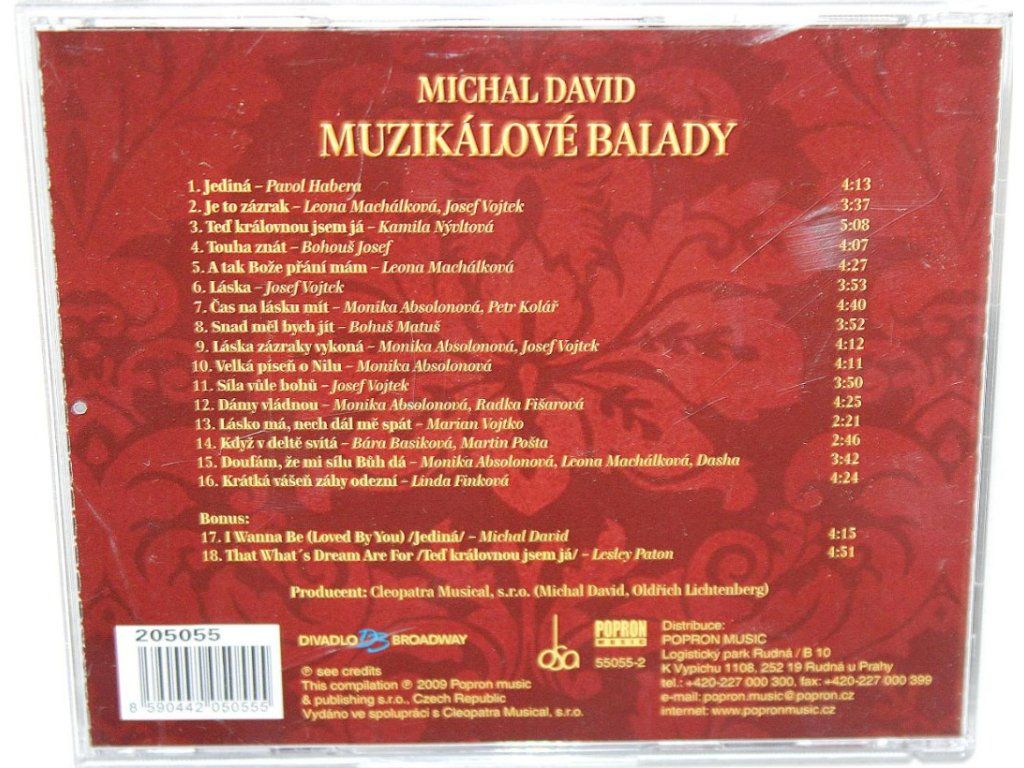 MICHAL DAVID
MUZIKÁLOVÉ BALADY
1. Jediná – Pavol Habera 4:13
2. Je to zázrak – Leona Machálková, Josef Vojtek 3:37
3. Teď královnou jsem já – Kamila Nývltová 5:08
4. Touha znát – Bohouš Josef 4:07
5. A tak Bože přání mám – Leona Machálková 4:27
6. Láska – Josef Vojtek 3:53
7. Čas na lásku mít – Monika Absolonová, Petr Kolář 4:40
8. Snad měl bych jít – Bohuš Matuš 3:52
9. Láska zázraky vykoná – Monika Absolonová, Josef Vojtek 4:12
10. Velká píseň o Nilu – Monika Absolonová 4:11
11. Síla vůle bohů – Josef Vojtek 3:50
12. Dámy vládnou – Monika Absolonová, Radka Fišarová 4:25
13. Lásko má, nech dál mě spát – Marian Vojtko 2:21
14. Když v deltě svítá – Bára Basiková, Martin Pošta 2:46
15. Doufám, že mi sílu Bůh dá – Monika Absolonová, Leona Machálková, Dasha 3:42
16. Krátká vášeň záhy odezní – Linda Finková 4:24
Bonus:
17. I Wanna Be (Loved By You) /Jediná/ – Michal David 4:15
18. That What´s Dream Are For /Teď královnou jsem já/ – Lesley Paton 4:51
Producent: Cleopatra Musical, s.r.o. (Michal David, Oldřich Lichtenberg)
205055
8 590442 050555
DIVADLO DB BROADWAY
℗ see credits
This compilation ℗ 2009 Popron music
& publishing s.r.o., Czech Republic
Vydáno ve spolupráci s Cleopatra Musical, s.r.o.
osa
POPRON
MUSIC
55055-2
Distribuce:
POPRON MUSIC
Logistický park Rudná / B 10
K Vypichu 1108, 252 19 Rudná u Prahy
tel.: +420-227 000 300, fax: +420-227 000 399
e-mail: popron.music@popron.cz
internet: www.popronmusic.cz